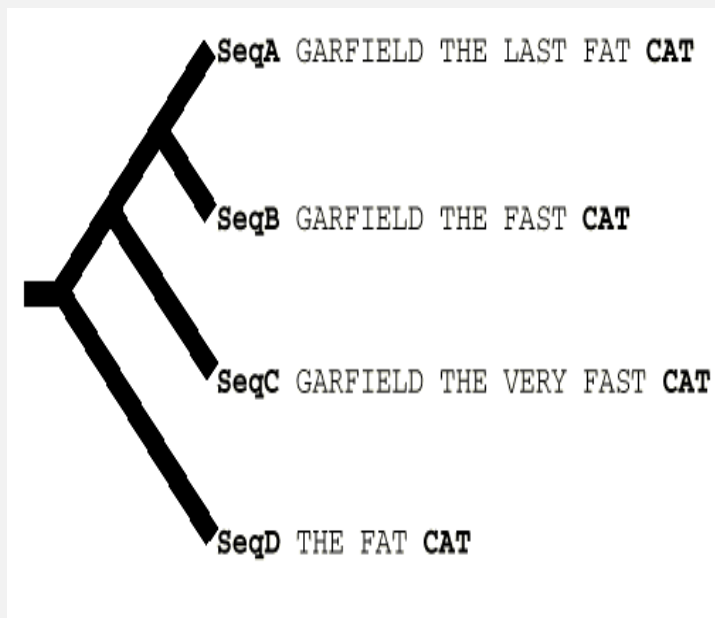 SeqA GARFIELD THE LAST FAT CAT
SeqB GARFIELD THE FAST CAT
SeqC GARFIELD THE VERY FAST CAT
SeqD THE FAT CAT